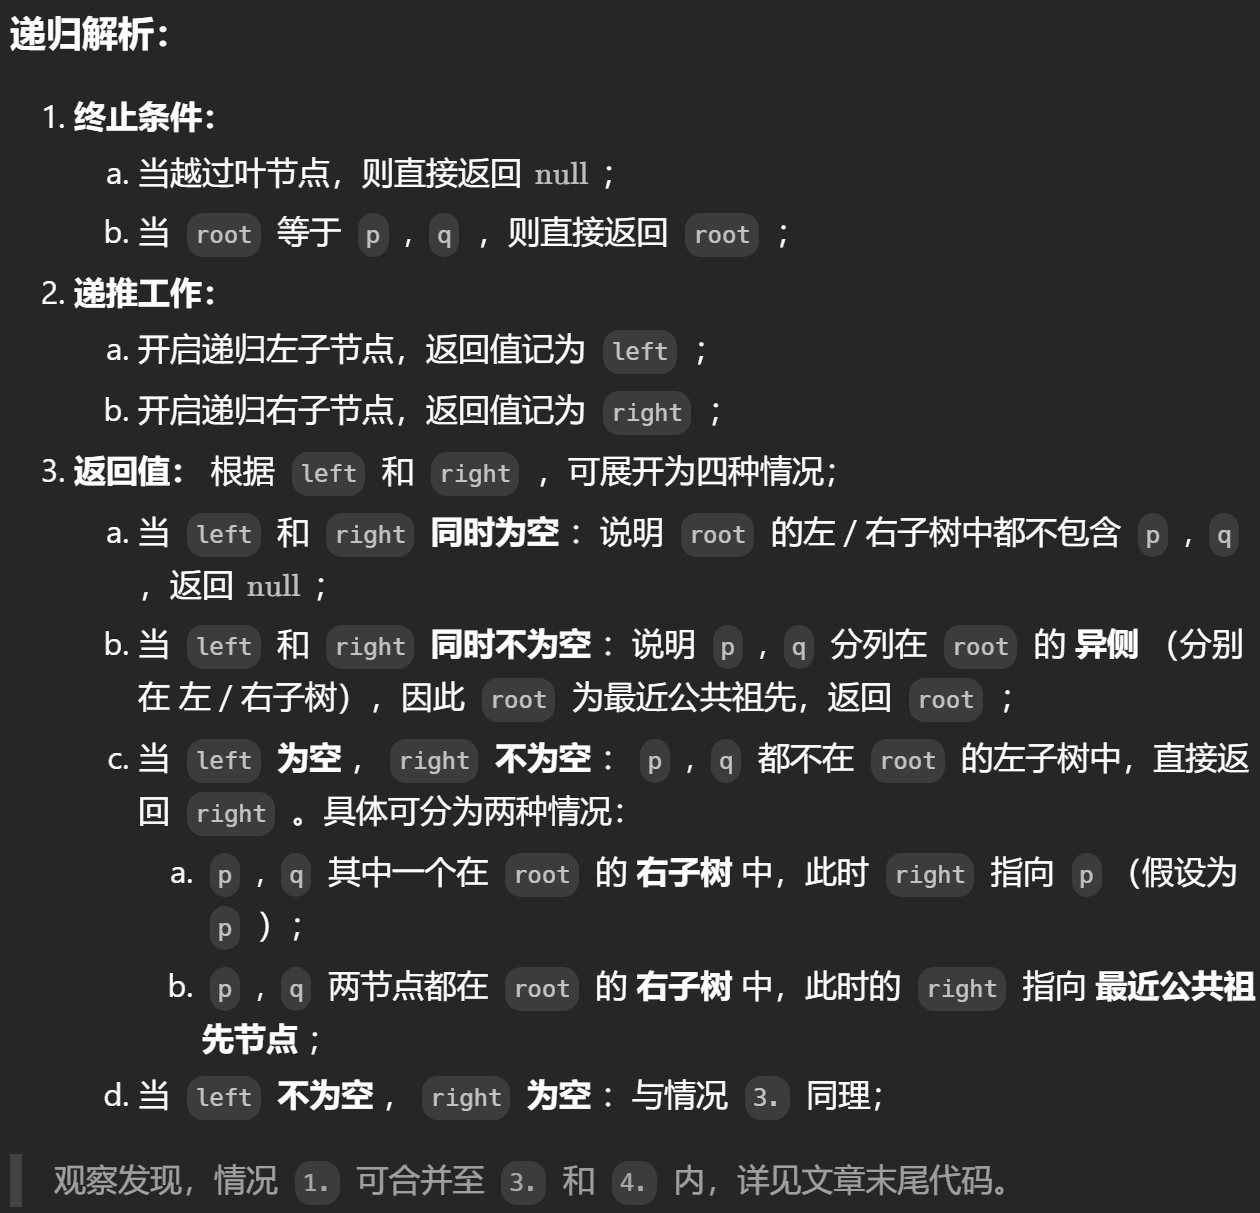 递归解析：
1. 终止条件：
a. 当越过叶节点，则直接返回 null ；
b. 当 root 等于 p , q ，则直接返回 root ；
2. 递推工作：
a. 开启递归左子节点，返回值记为 left ；
b. 开启递归右子节点，返回值记为 right ；
3. 返回值： 根据 left 和 right ，可展开为四种情况；
a. 当 left 和 right 同时为空 ：说明 root 的左 / 右子树中都不包含 p , q
，返回 null ；
b. 当 left 和 right 同时不为空 ：说明 p , q 分列在 root 的 异侧 （分别
在 左 / 右子树），因此 root 为最近公共祖先，返回 root ；
c. 当 left 为空 ， right 不为空 ： p , q 都不在 root 的左子树中，直接返
回 right 。具体可分为两种情况：
a. p , q 其中一个在 root 的 右子树 中，此时 right 指向 p （假设为
p ）；
b. p , q 两节点都在 root 的 右子树 中，此时的 right 指向 最近公共祖
先节点 ；
d. 当 left 不为空 ， right 为空 ：与情况 3. 同理；
观察发现，情况 1. 可合并至 3. 和 4. 内，详见文章末尾代码。